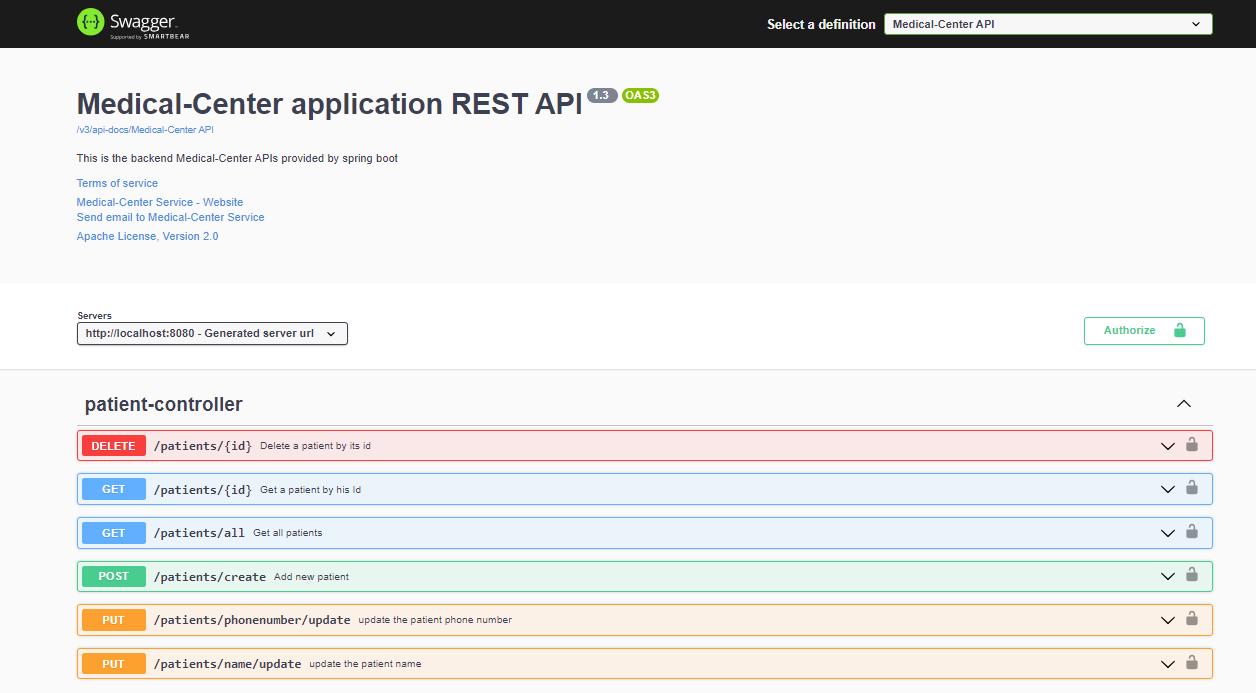 Swagger
Supported by SMARTBEAR
Select a definition
Medical-Center API
Medical-Center application REST API 1.3 OAS3
/v3/api-docs/Medical-Center API
This is the backend Medical-Center APIs provided by spring boot
Terms of service
Medical-Center Service - Website
Send email to Medical-Center Service
Apache License, Version 2.0
Servers
http://localhost:8080 - Generated server url
Authorize
patient-controller
DELETE /patients/{id} Delete a patient by its id
GET /patients/{id} Get a patient by his Id
GET /patients/all Get all patients
POST /patients/create Add new patient
PUT /patients/phonenumber/update update the patient phone number
PUT /patients/name/update update the patient name